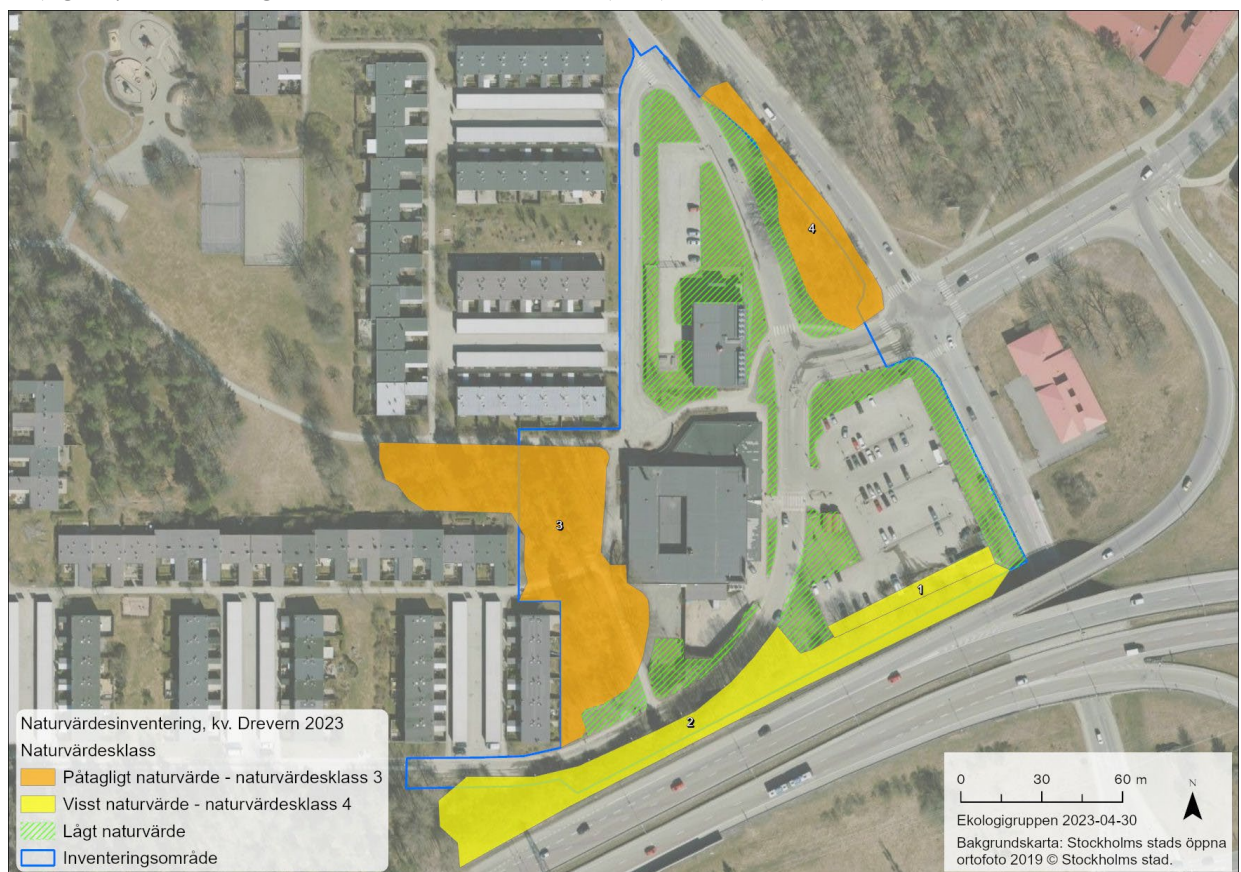 4
3
1
2
Naturvärdesinventering, kv. Drevern 2023
Naturvärdesklass
Påtagligt naturvärde - naturvärdesklass 3
Visst naturvärde - naturvärdesklass 4
Lågt naturvärde
Inventeringsområde
0 30 60 m
N
Ekologigruppen 2023-04-30
Bakgrundskarta: Stockholms stads öppna
ortofoto 2019 © Stockholms stad.